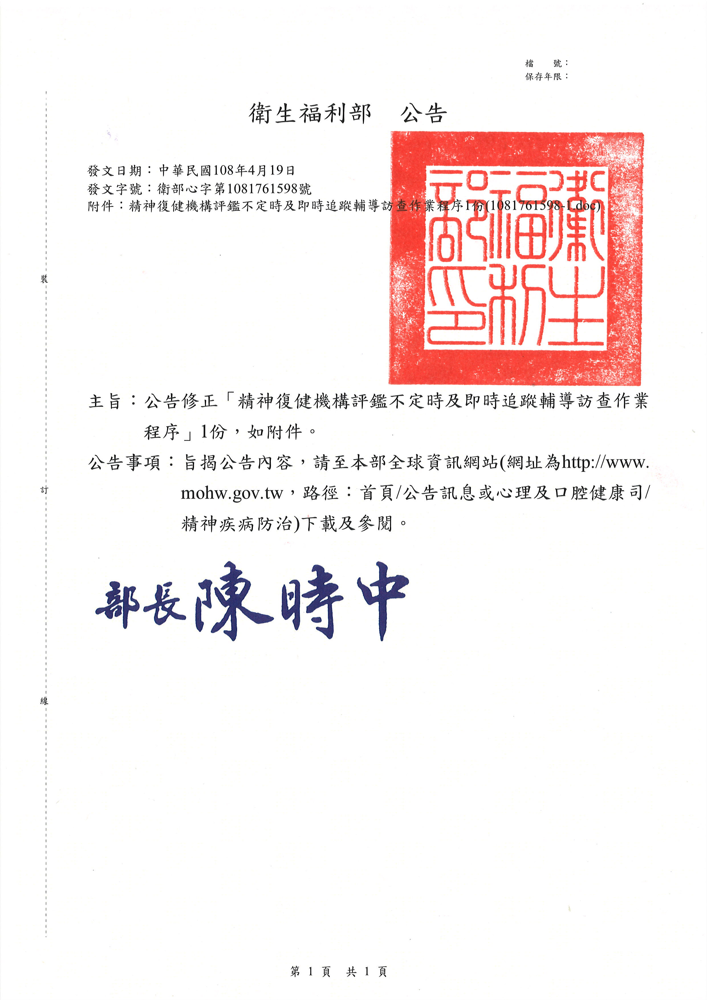 檔　　號：
保存年限：
衛生福利部　公告
發文日期：中華民國108年4月19日
發文字號：衛部心字第1081761598號
附件：精神復健機構評鑑不定時及即時追蹤輔導訪查作業程序1份(1081761598-1.doc)
衛生福利部印
主旨：公告修正「精神復健機構評鑑不定時及即時追蹤輔導訪查作業
程序」1份，如附件。
公告事項：旨揭公告內容，請至本部全球資訊網站(網址為http://www.
mohw.gov.tw，路徑：首頁/公告訊息或心理及口腔健康司/
精神疾病防治)下載及參閱。
部長陳時中
裝
訂
線
第 1 頁　共 1 頁